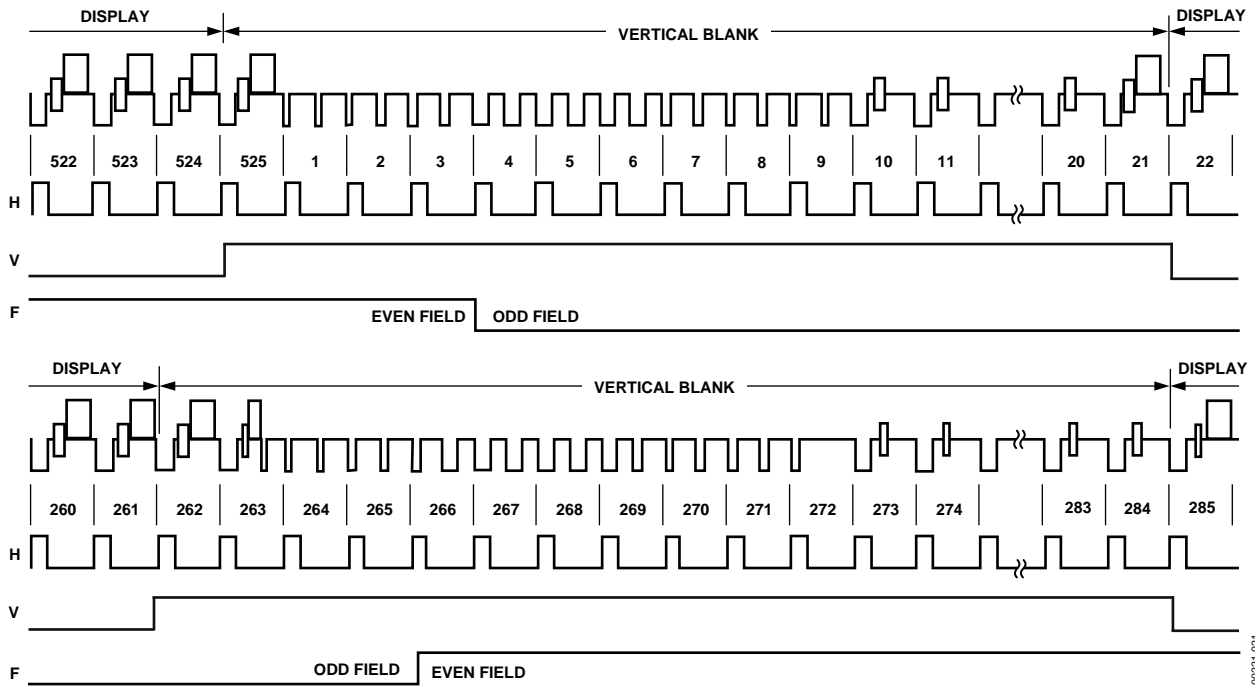 DISPLAY VERTICAL BLANK DISPLAY
522 523 524 525 1 2 3 4 5 6 7 8 9 10 11 20 21 22
H
V
F EVEN FIELD ODD FIELD
DISPLAY VERTICAL BLANK DISPLAY
260 261 262 263 264 265 266 267 268 269 270 271 272 273 274 283 284 285
H
V
F ODD FIELD EVEN FIELD